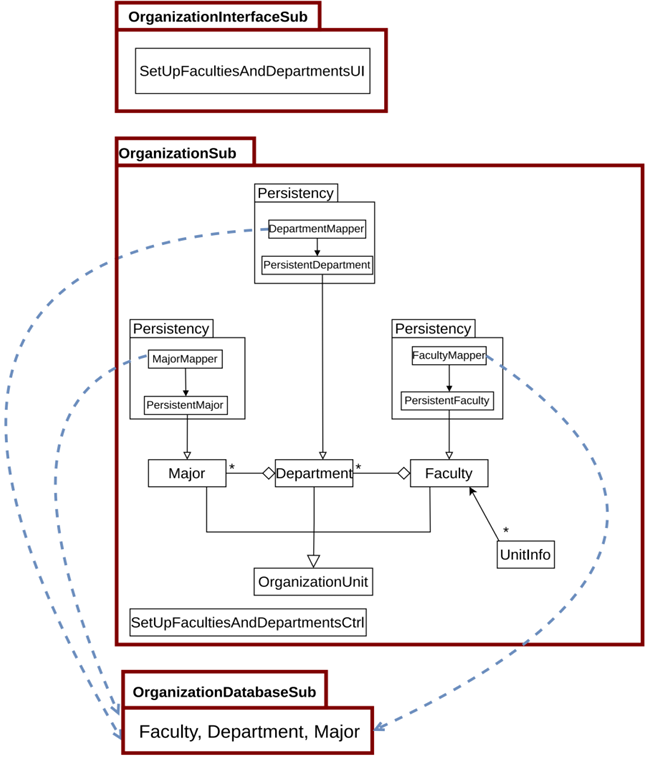 OrganizationInterfaceSub
SetUpFacultiesAndDepartmentsUI
OrganizationSub
Persistency
DepartmentMapper
PersistentDepartment
Persistency
MajorMapper
PersistentMajor
Persistency
FacultyMapper
PersistentFaculty
Major
*
Department
*
Faculty
*
UnitInfo
OrganizationUnit
SetUpFacultiesAndDepartmentsCtrl
OrganizationDatabaseSub
Faculty, Department, Major